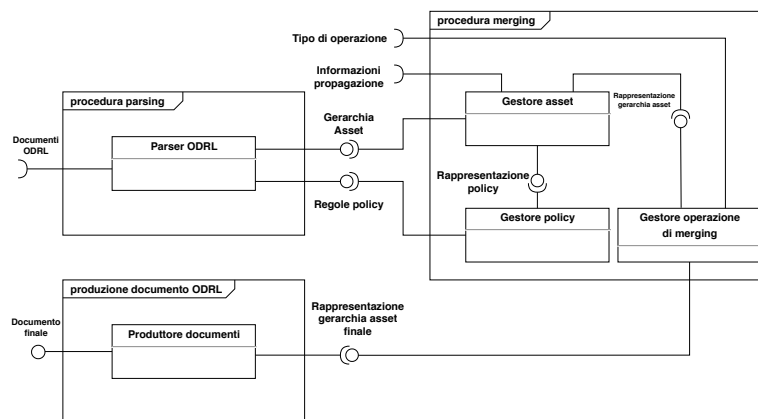 procedura merging
Tipo di operazione
Informazioni
propagazione
procedura parsing
Gestore asset
Rappresentazione
gerarchia asset
Gerarchia
Asset
Documenti
ODRL
Parser ODRL
Rappresentazione
policy
Regole policy
Gestore policy
Gestore operazione
di merging
produzione documento ODRL
Rappresentazione
gerarchia asset
finale
Documento
finale
Produttore documenti